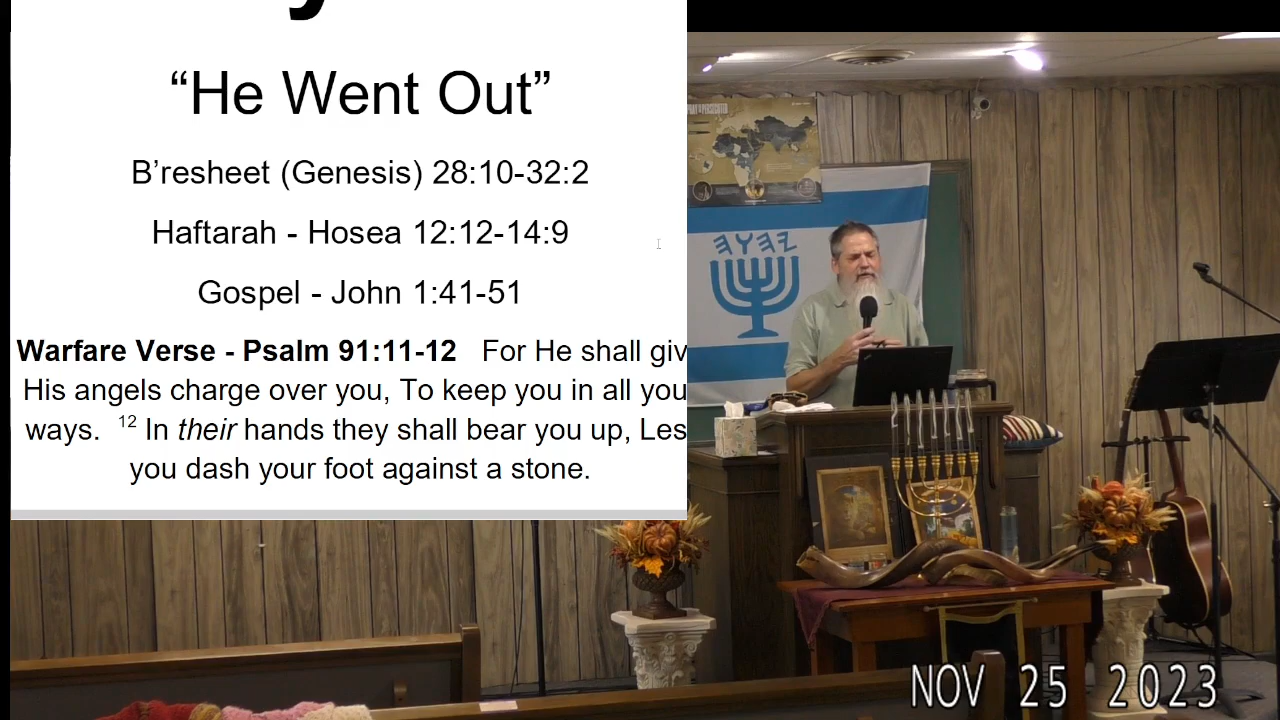 “He Went Out”
B’resheet (Genesis) 28:10-32:2
Haftarah - Hosea 12:12-14:9
Gospel - John 1:41-51
Warfare Verse - Psalm 91:11-12 For He shall giv
His angels charge over you, To keep you in all you
ways. 12 In their hands they shall bear you up, Les
you dash your foot against a stone.
𐤉𐤄𐤅𐤄
NOV 25 2023